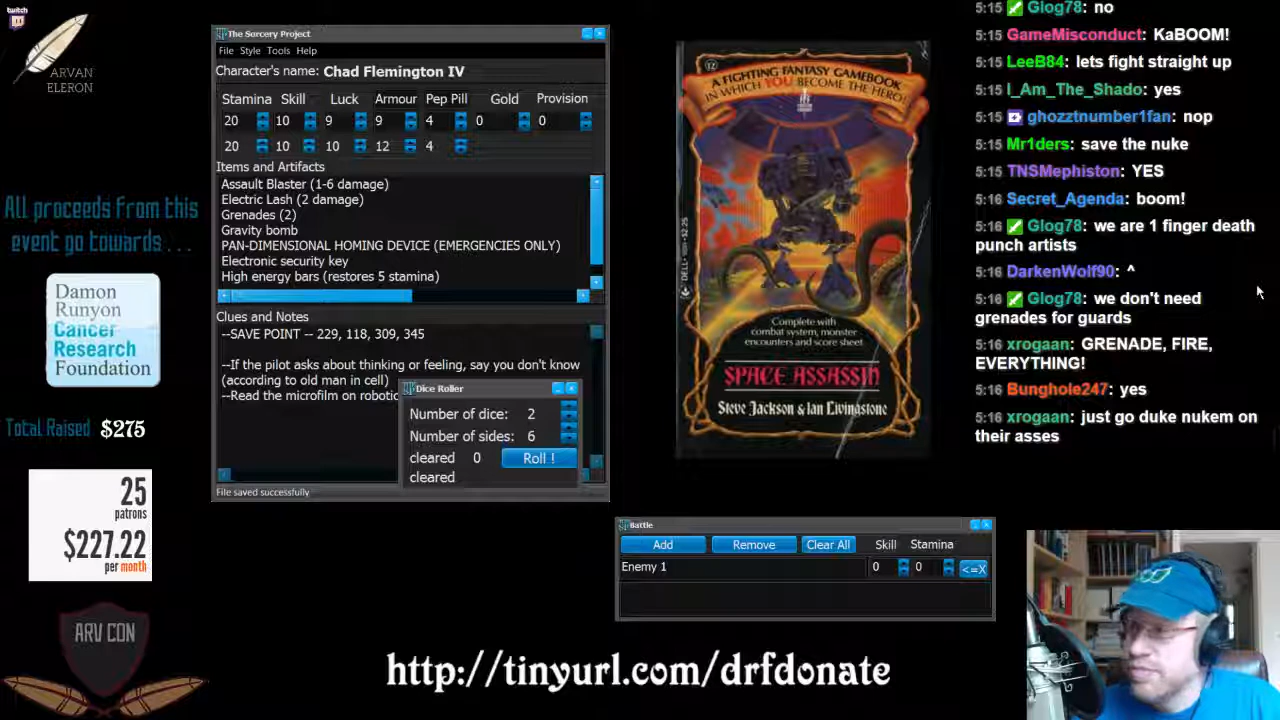 twitch
ARVAN
ELERON
All proceeds from this
event go towards . . .
Damon
Runyon
Cancer
Research
Foundation
Total Raised $275
25
patrons
$227.22
per month
ARV CON
The Sorcery Project
File Style Tools Help
Character's name: Chad Flemington IV
Stamina Skill Luck Armour Pep Pill Gold Provision
20 10 9 9 4 0 0
20 10 10 12 4
Items and Artifacts
Assault Blaster (1-6 damage)
Electric Lash (2 damage)
Grenades (2)
Gravity bomb
PAN-DIMENSIONAL HOMING DEVICE (EMERGENCIES ONLY)
Electronic security key
High energy bars (restores 5 stamina)
Clues and Notes
--SAVE POINT -- 229, 118, 309, 345
--If the pilot asks about thinking or feeling, say you don't know
(according to old man in cell)
--Read the microfilm on robotic
File saved successfully
Dice Roller
Number of dice: 2
Number of sides: 6
cleared 0 Roll !
cleared
12
A FIGHTING FANTASY GAMEBOOK
IN WHICH YOU BECOME THE HERO!
DELL • $2.25
Complete with
combat system, monster
encounters and score sheet
SPACE ASSASSIN
Steve Jackson & Ian Livingstone
Battle
Add Remove Clear All Skill Stamina
Enemy 1 0 0 <=X
http://tinyurl.com/drfdonate
5:15 Glog78: no
5:15 GameMisconduct: KaBOOM!
5:15 LeeB84: lets fight straight up
5:15 I_Am_The_Shado: yes
5:15 ghozztnumber1fan: nop
5:15 Mr1ders: save the nuke
5:15 TNSMephiston: YES
5:16 Secret_Agenda: boom!
5:16 Glog78: we are 1 finger death
punch artists
5:16 DarkenWolf90: ^
5:16 Glog78: we don't need
grenades for guards
5:16 xrogaan: GRENADE, FIRE,
EVERYTHING!
5:16 Bunghole247: yes
5:16 xrogaan: just go duke nukem on
their asses